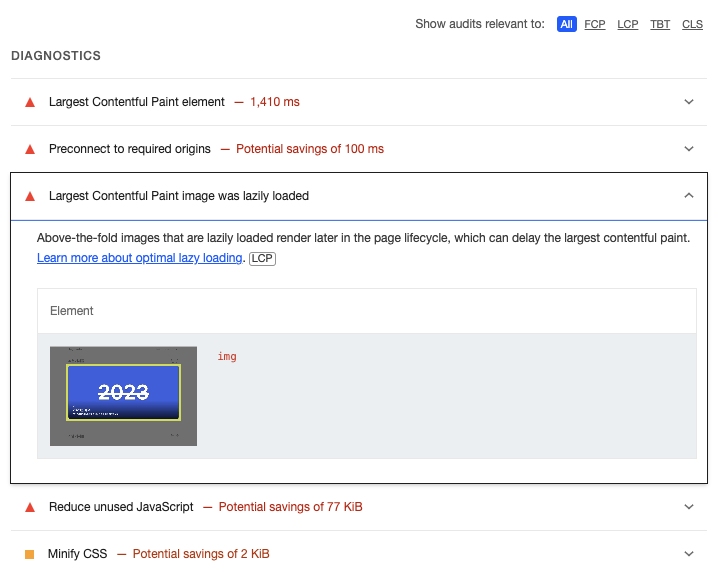 Show audits relevant to: All FCP LCP TBT CLS
DIAGNOSTICS
Largest Contentful Paint element — 1,410 ms
Preconnect to required origins — Potential savings of 100 ms
Largest Contentful Paint image was lazily loaded
Above-the-fold images that are lazily loaded render later in the page lifecycle, which can delay the largest contentful paint.
Learn more about optimal lazy loading. LCP
Element
img
2023
Reduce unused JavaScript — Potential savings of 77 KiB
Minify CSS — Potential savings of 2 KiB